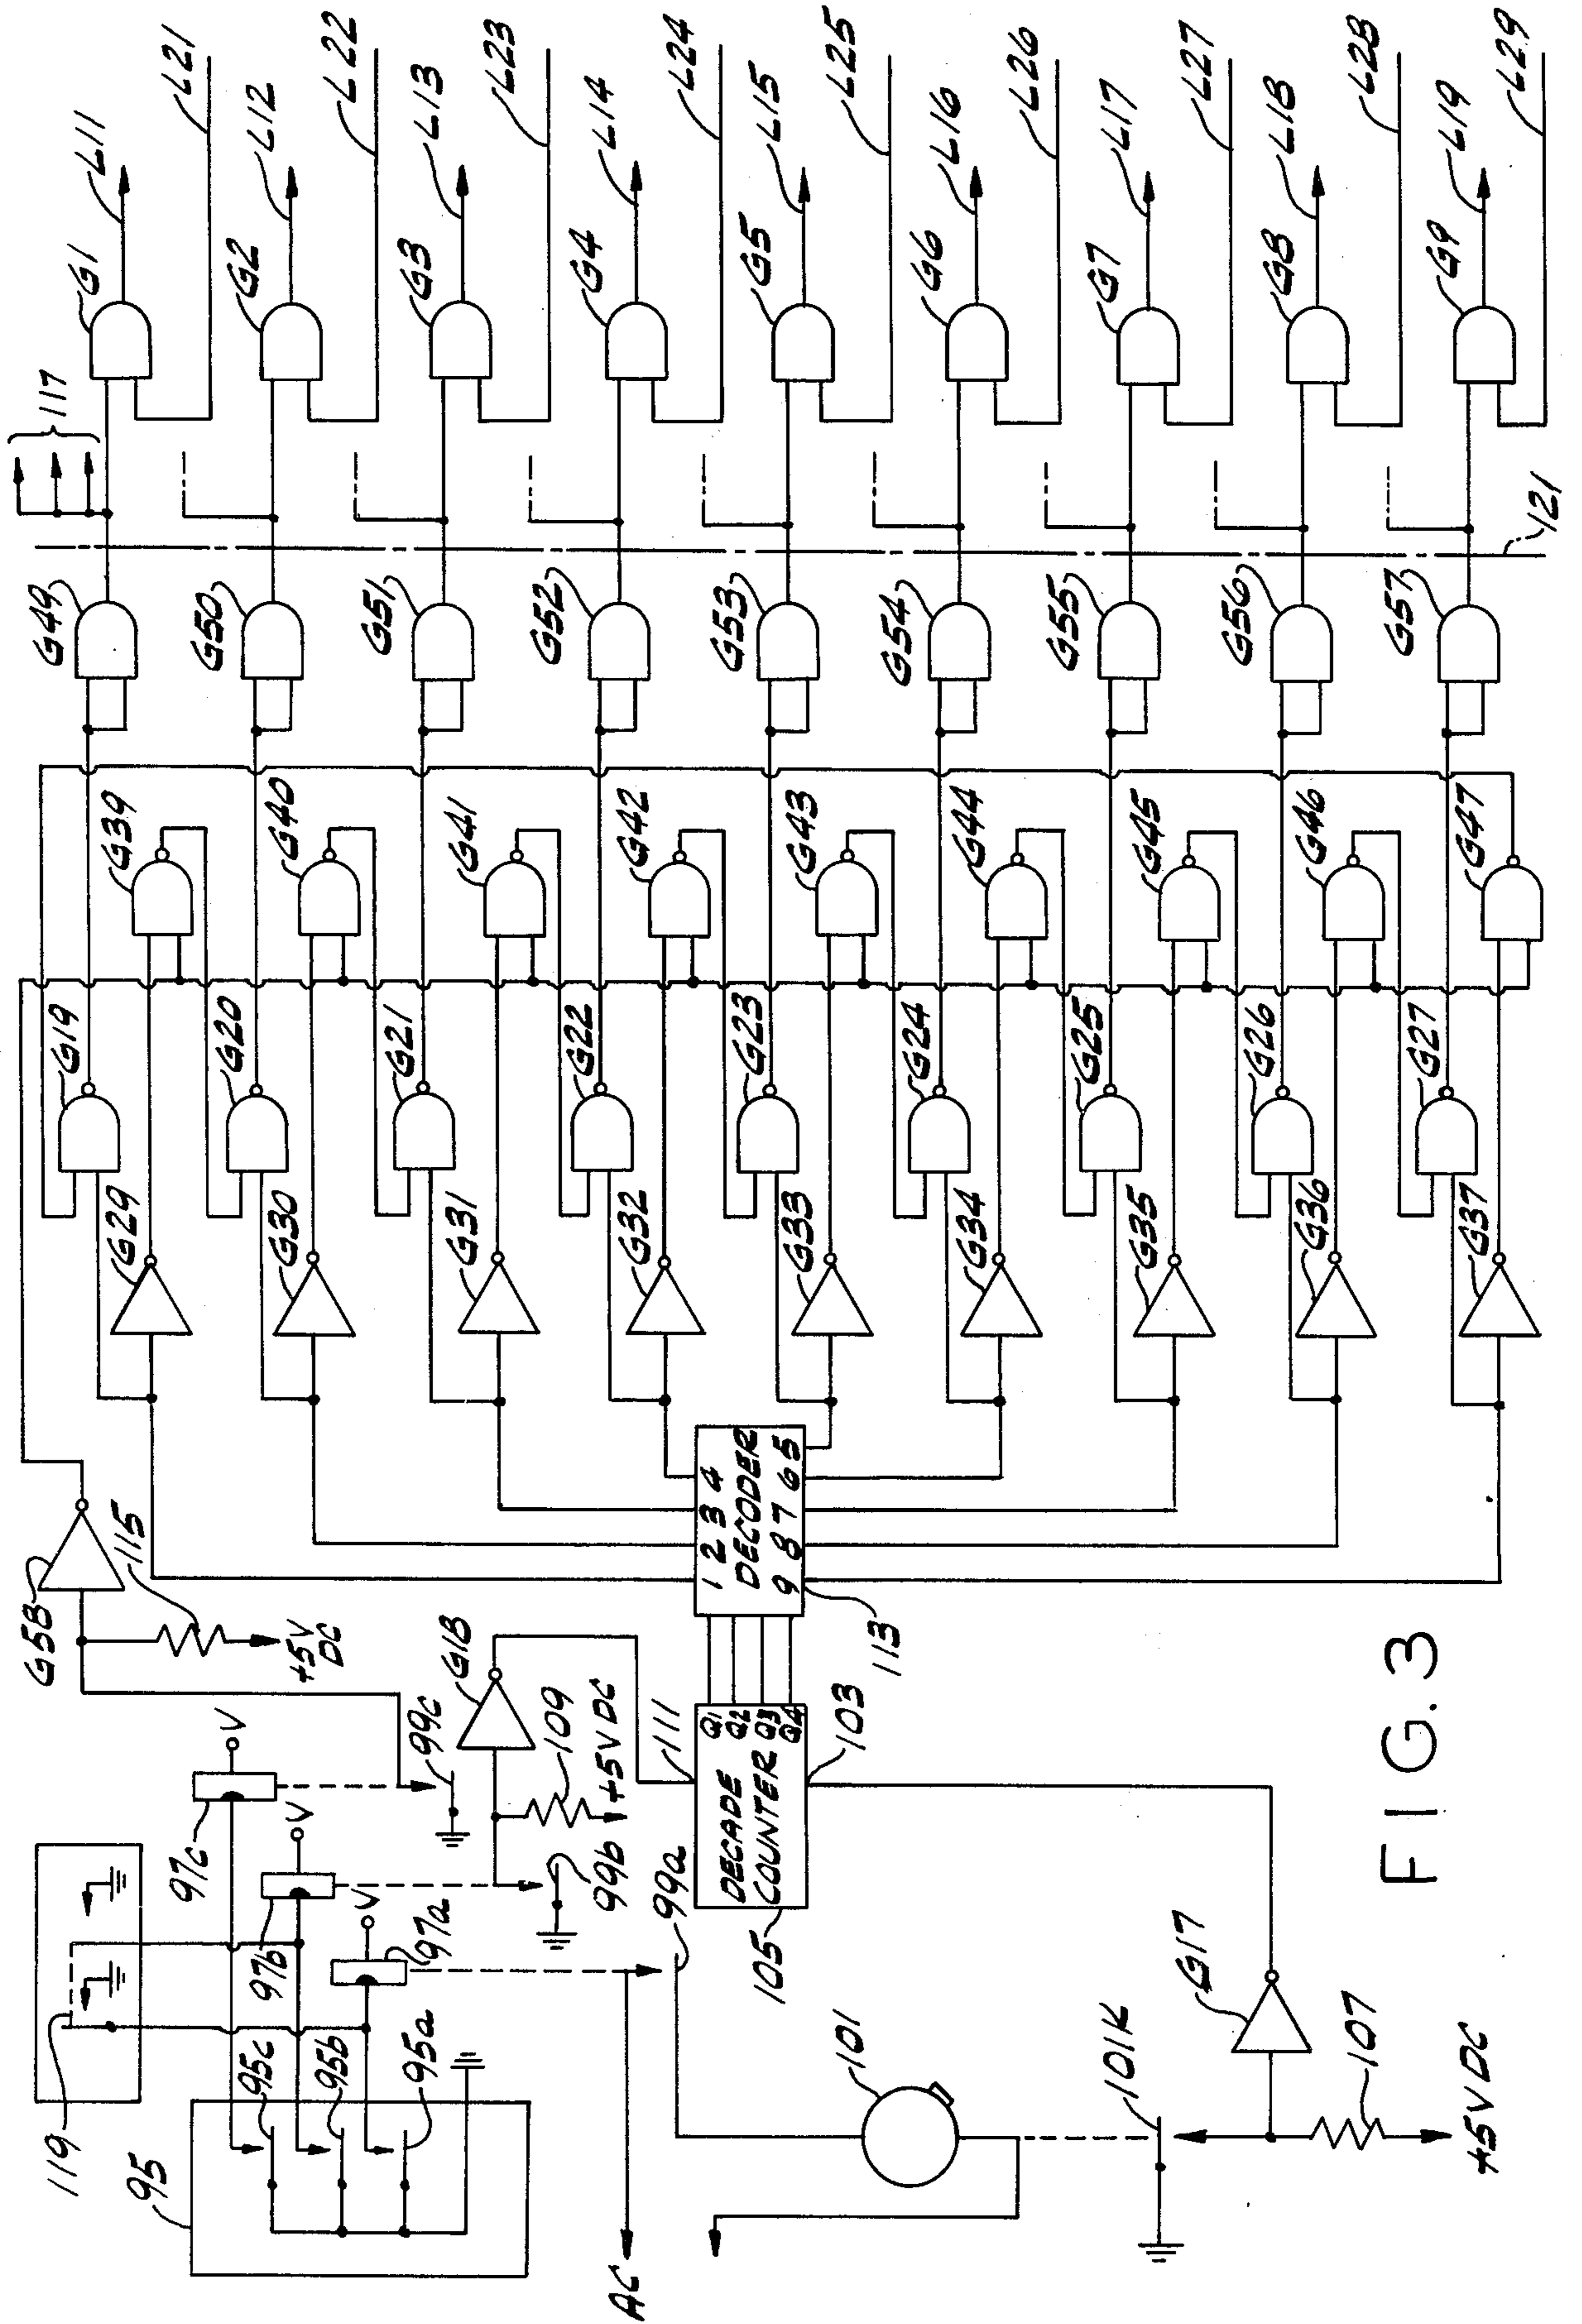 119
95
95c
95b
95a
97c
97b
97a
V
V
V
99c
99b
99a
AC
101
101K
G17
107
+5V DC
G18
109
+5V DC
G58
115
+5V
DC
DECADE
COUNTER
Q1
Q2
Q3
Q4
105
111
103
1 2 3 4
DECODER
9 8 7 6 5
113
G29
G30
G31
G32
G33
G34
G35
G36
G37
G19
G20
G21
G22
G23
G24
G25
G26
G27
G39
G40
G41
G42
G43
G44
G45
G46
G47
G49
G50
G51
G52
G53
G54
G55
G56
G57
117
121
G1
G2
G3
G4
G5
G6
G7
G8
G9
L11
L12
L13
L14
L15
L16
L17
L18
L19
L21
L22
L23
L24
L25
L26
L27
L28
L29
FIG. 3